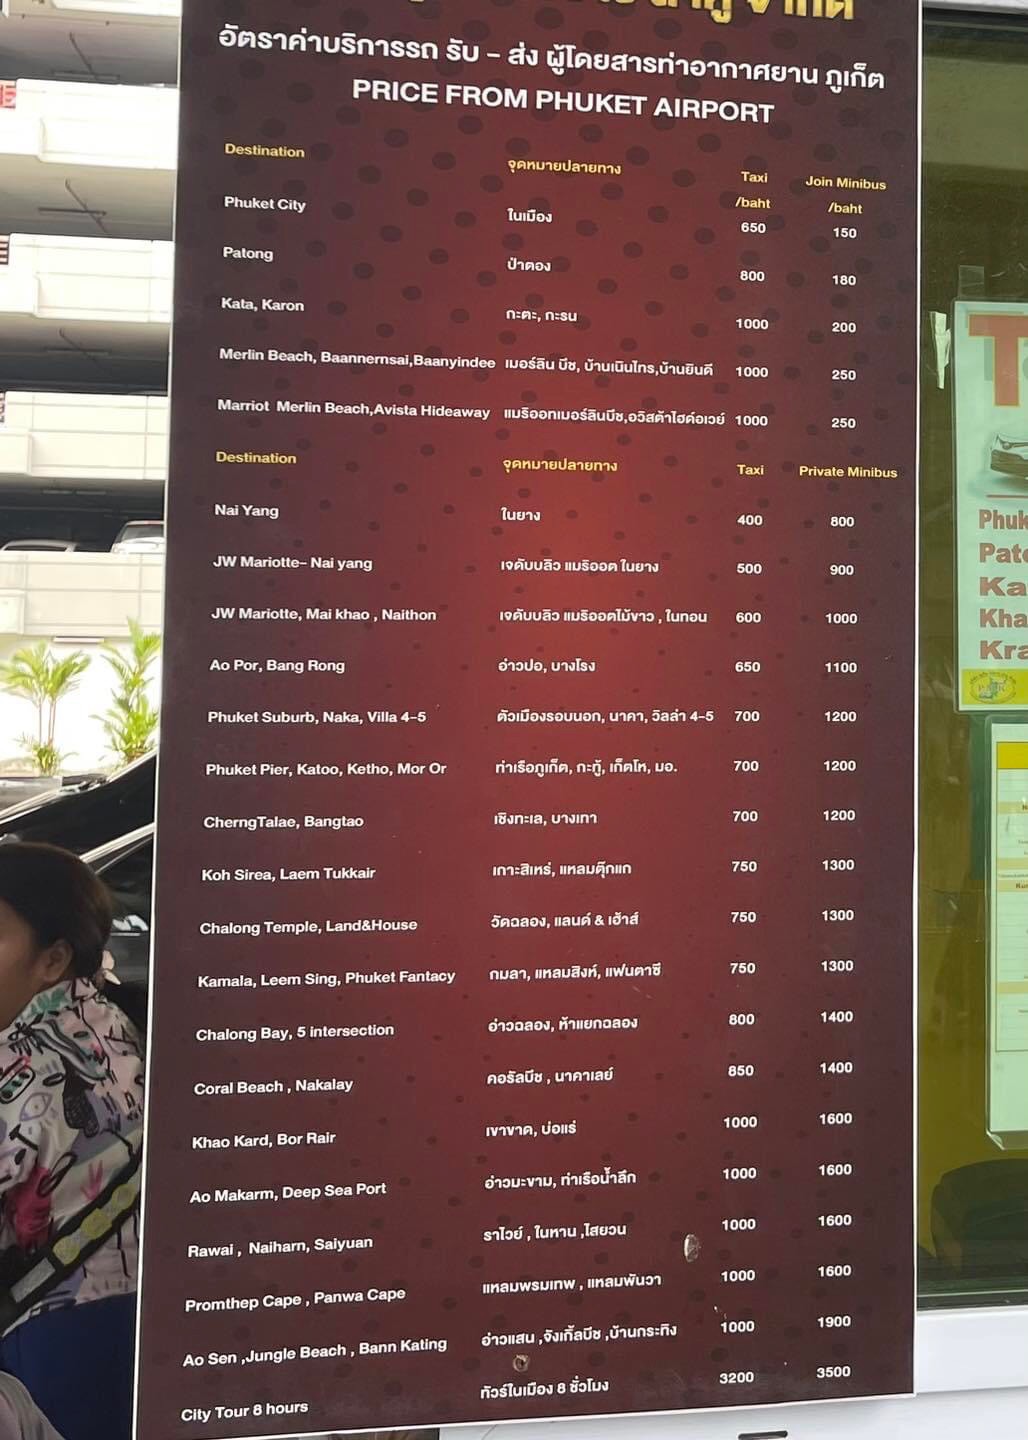 จำกัด
อัตราค่าบริการรถ รับ - ส่ง ผู้โดยสารท่าอากาศยาน ภูเก็ต
PRICE FROM PHUKET AIRPORT
Destination จุดหมายปลายทาง Taxi /baht Join Minibus /baht
Phuket City ในเมือง 650 150
Patong ป่าตอง 800 180
Kata, Karon กะตะ, กะรน 1000 200
Merlin Beach, Baannernsai,Baanyindee เมอร์ลิน บีช, บ้านเนินไทร,บ้านยินดี 1000 250
Marriot Merlin Beach,Avista Hideaway แมริออทเมอร์ลินบีช,อวิสต้าไฮด์อเวย์ 1000 250
Destination จุดหมายปลายทาง Taxi Private Minibus
Nai Yang ในยาง 400 800
JW Mariotte- Nai yang เจดับบลิว แมริออต ในยาง 500 900
JW Mariotte, Mai khao , Naithon เจดับบลิว แมริออตไม้ขาว , ในทอน 600 1000
Ao Por, Bang Rong อ่าวปอ, บางโรง 650 1100
Phuket Suburb, Naka, Villa 4-5 ตัวเมืองรอบนอก, นาคา, วิลล่า 4-5 700 1200
Phuket Pier, Katoo, Ketho, Mor Or ท่าเรือภูเก็ต, กะทู้, เก็ตโห, มอ. 700 1200
CherngTalae, Bangtao เชิงทะเล, บางเทา 700 1200
Koh Sirea, Laem Tukkair เกาะสิเหร่, แหลมตุ๊กแก 750 1300
Chalong Temple, Land&House วัดฉลอง, แลนด์ & เฮ้าส์ 750 1300
Kamala, Leem Sing, Phuket Fantacy กมลา, แหลมสิงห์, แฟนตาซี 750 1300
Chalong Bay, 5 intersection อ่าวฉลอง, ห้าแยกฉลอง 800 1400
Coral Beach , Nakalay คอรัลบีช , นาคาเลย์ 850 1400
Khao Kard, Bor Rair เขาขาด, บ่อแร่ 1000 1600
Ao Makarm, Deep Sea Port อ่าวมะขาม, ท่าเรือน้ำลึก 1000 1600
Rawai , Naiharn, Saiyuan ราไวย์ , ในหาน ,ไสยวน 1000 1600
Promthep Cape , Panwa Cape แหลมพรมเทพ , แหลมพันวา 1000 1600
Ao Sen ,Jungle Beach , Bann Kating อ่าวแสน ,จังเกิ้ลบีช ,บ้านกระทิง 1000 1900
City Tour 8 hours ทัวร์ในเมือง 8 ชั่วโมง 3200 3500
Phuk
Pato
Ka
Kha
Kra